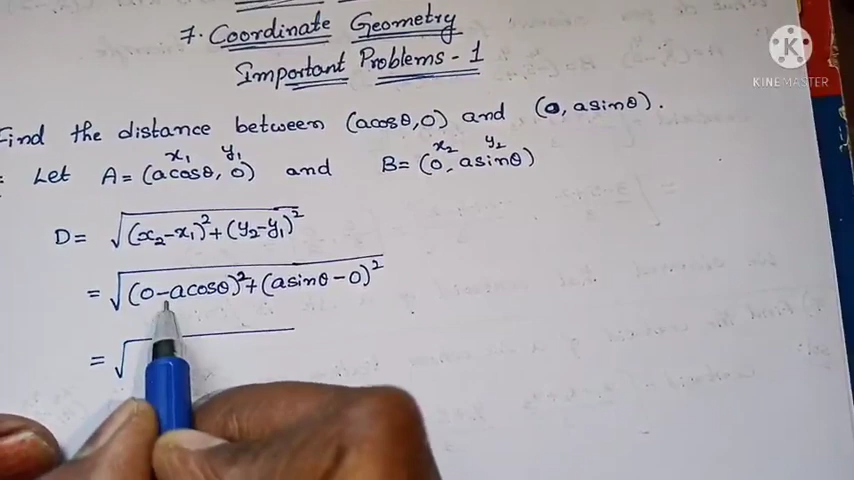 7. Coordinate Geometry
Important Problems - 1
KINEMASTER
Find the distance between (acosθ,0) and (0, asinθ).
x₁ y₁ x₂ y₂
= Let A= (acosθ, 0) and B= (0, asinθ)
D= √(x₂-x₁)²+(y₂-y₁)²
= √(0-acosθ)²+(asinθ-0)²
= √